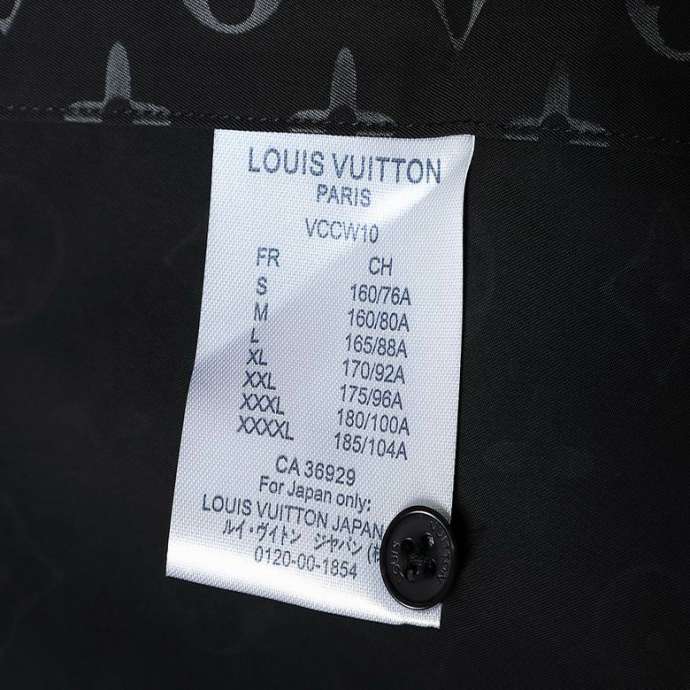 LOUIS VUITTON
PARIS
VCCW10
FR CH
S 160/76A
M 160/80A
L 165/88A
XL 170/92A
XXL 175/96A
XXXL 180/100A
XXXXL 185/104A
CA 36929
For Japan only:
LOUIS VUITTON JAPAN
ルイ・ヴィトン ジャパン
0120-00-1854
LOUIS